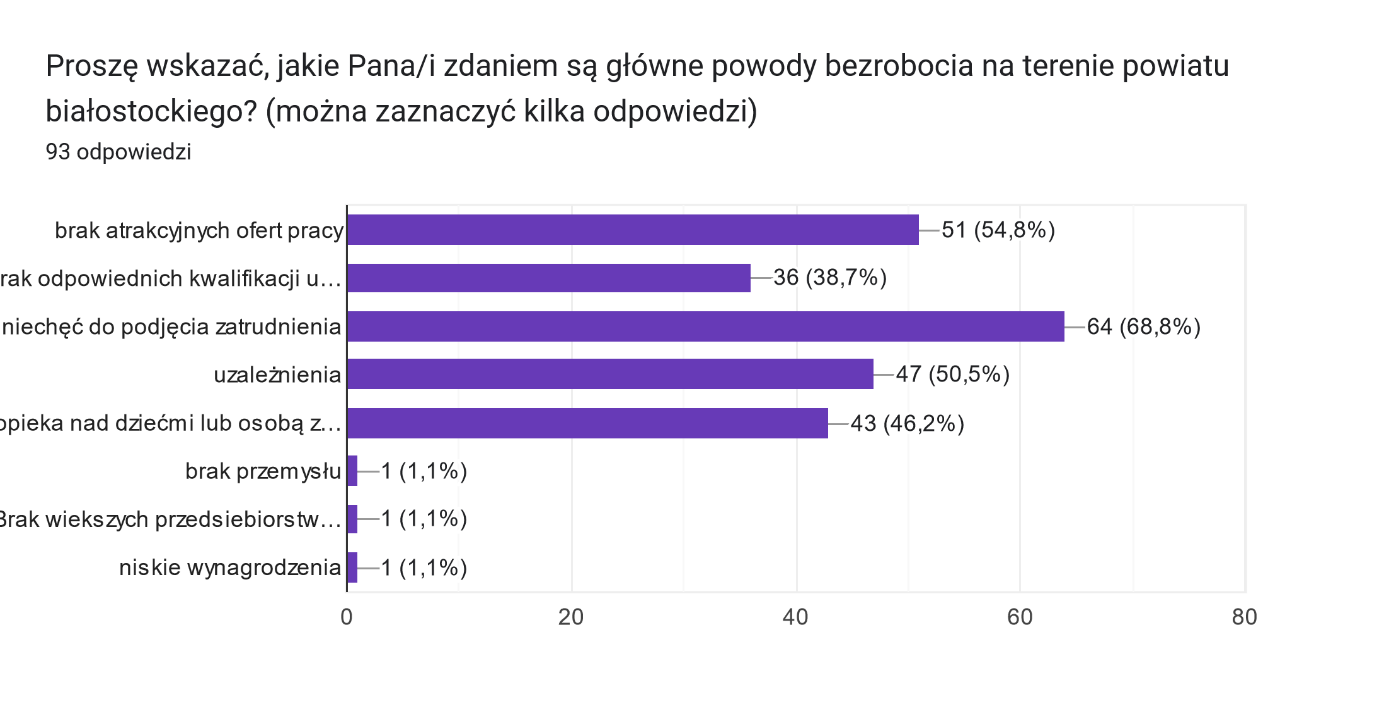 Proszę wskazać, jakie Pana/i zdaniem są główne powody bezrobocia na terenie powiatu
białostockiego? (można zaznaczyć kilka odpowiedzi)
93 odpowiedzi
brak atrakcyjnych ofert pracy 51 (54,8%)
rak odpowiednich kwalifikacji u… 36 (38,7%)
niechęć do podjęcia zatrudnienia 64 (68,8%)
uzależnienia 47 (50,5%)
opieka nad dziećmi lub osobą z… 43 (46,2%)
brak przemysłu 1 (1,1%)
Brak wiekszych przedsiebiorstw… 1 (1,1%)
niskie wynagrodzenia 1 (1,1%)
0 20 40 60 80